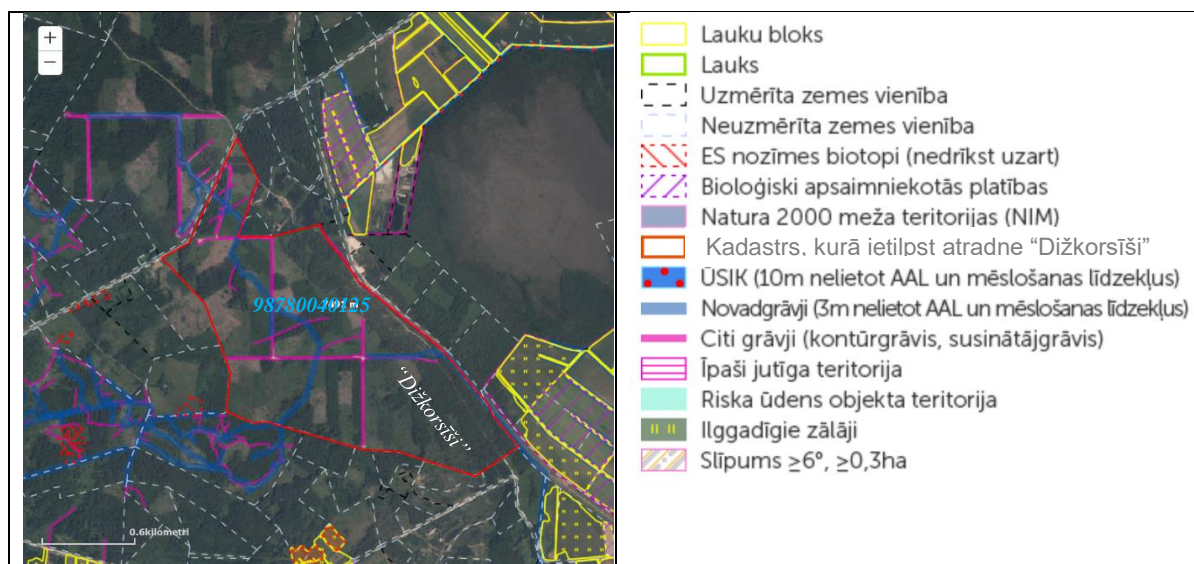 +
−
98780040125
“Dižkorsīši”
0.6kilometri
Lauku bloks
Lauks
Uzmērīta zemes vienība
Neuzmērīta zemes vienība
ES nozīmes biotopi (nedrīkst uzart)
Bioloģiski apsaimniekotās platības
Natura 2000 meža teritorijas (NIM)
Kadastrs, kurā ietilpst atradne “Dižkorsīši”
ŪSIK (10m nelietot AAL un mēslošanas līdzekļus)
Novadgrāvji (3m nelietot AAL un mēslošanas līdzekļus)
Citi grāvji (kontūrgrāvis, susinātājgrāvis)
Īpaši jutīga teritorija
Riska ūdens objekta teritorija
Ilggadīgie zālāji
Slīpums ≥6°, ≥0,3ha